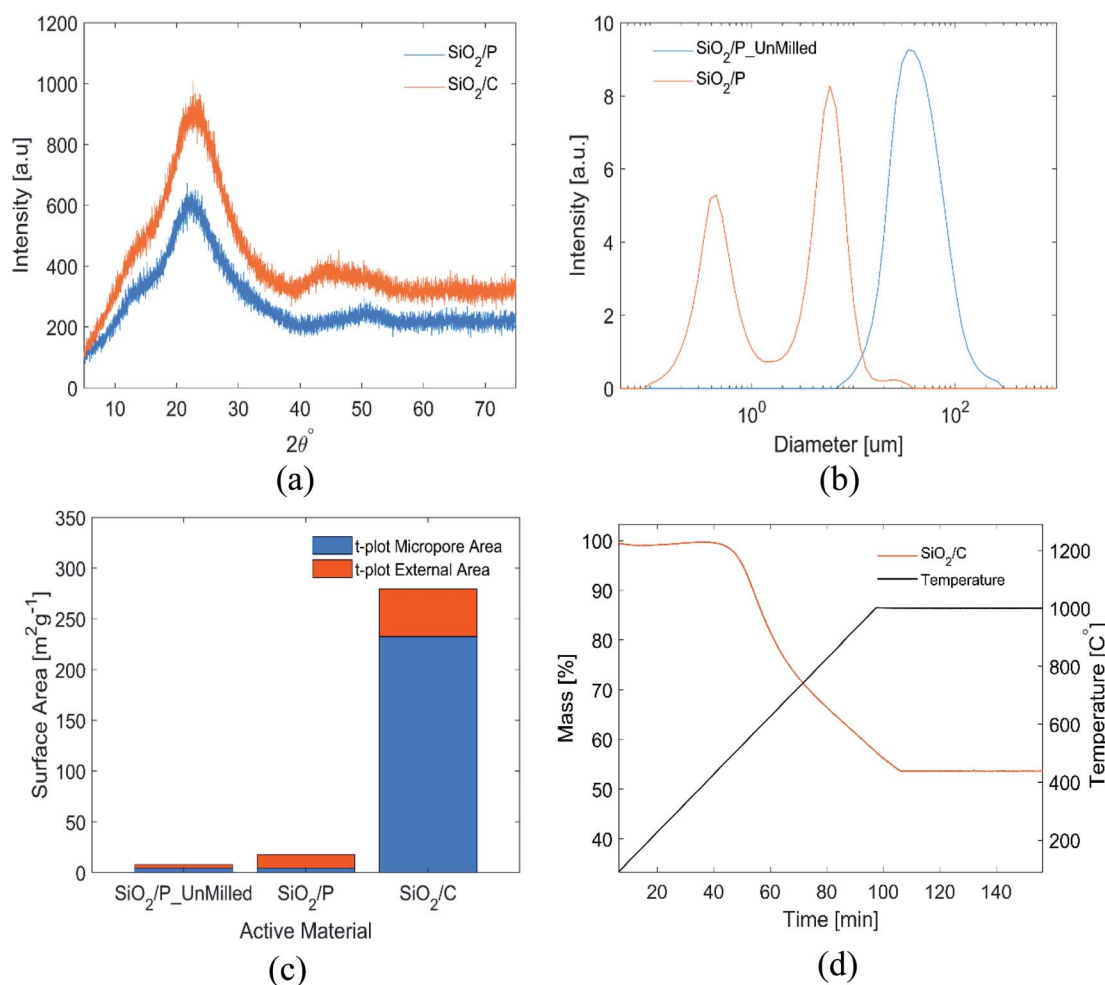 1200
1000
800
600
400
200
0
10 20 30 40 50 60 70
Intensity [a.u]
2θ°
SiO₂/P
SiO₂/C
(a)
10
8
6
4
2
0
10⁰ 10²
Intensity [a.u.]
Diameter [um]
SiO₂/P_UnMilled
SiO₂/P
(b)
350
300
250
200
150
100
50
0
Surface Area [m²g⁻¹]
t-plot Micropore Area
t-plot External Area
SiO₂/P_UnMilled SiO₂/P SiO₂/C
Active Material
(c)
100
90
80
70
60
50
40
Mass [%]
SiO₂/C
Temperature
1200
1000
800
600
400
200
Temperature [C°]
20 40 60 80 100 120 140
Time [min]
(d)